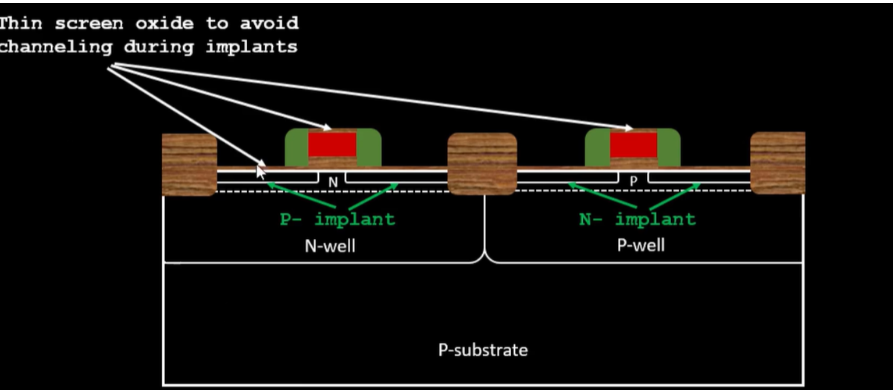 Thin screen oxide to avoid
channeling during implants
N
P
P- implant
N- implant
N-well
P-well
P-substrate